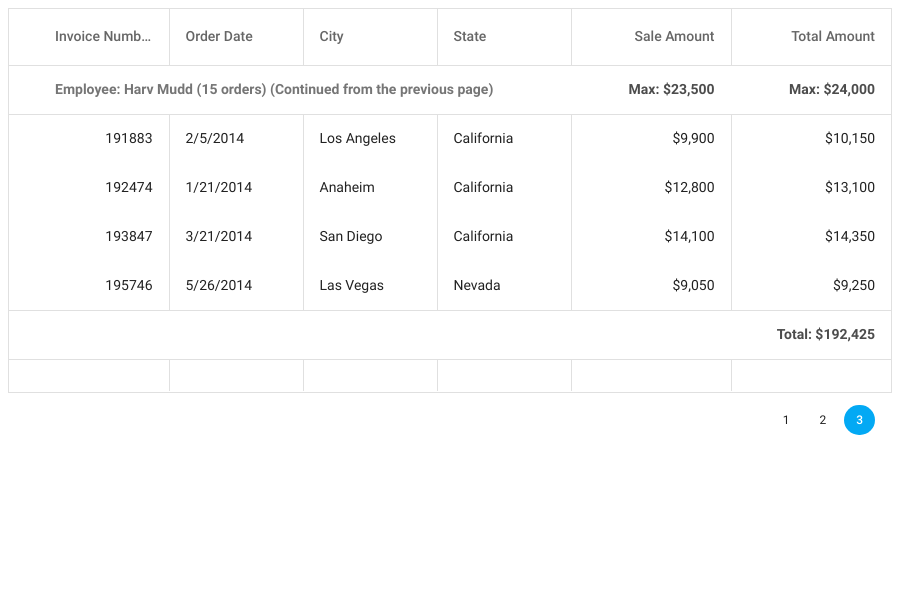 Invoice Numb... Order Date City State Sale Amount Total Amount
Employee: Harv Mudd (15 orders) (Continued from the previous page) Max: $23,500 Max: $24,000
191883 2/5/2014 Los Angeles California $9,900 $10,150
192474 1/21/2014 Anaheim California $12,800 $13,100
193847 3/21/2014 San Diego California $14,100 $14,350
195746 5/26/2014 Las Vegas Nevada $9,050 $9,250
Total: $192,425
1 2 3